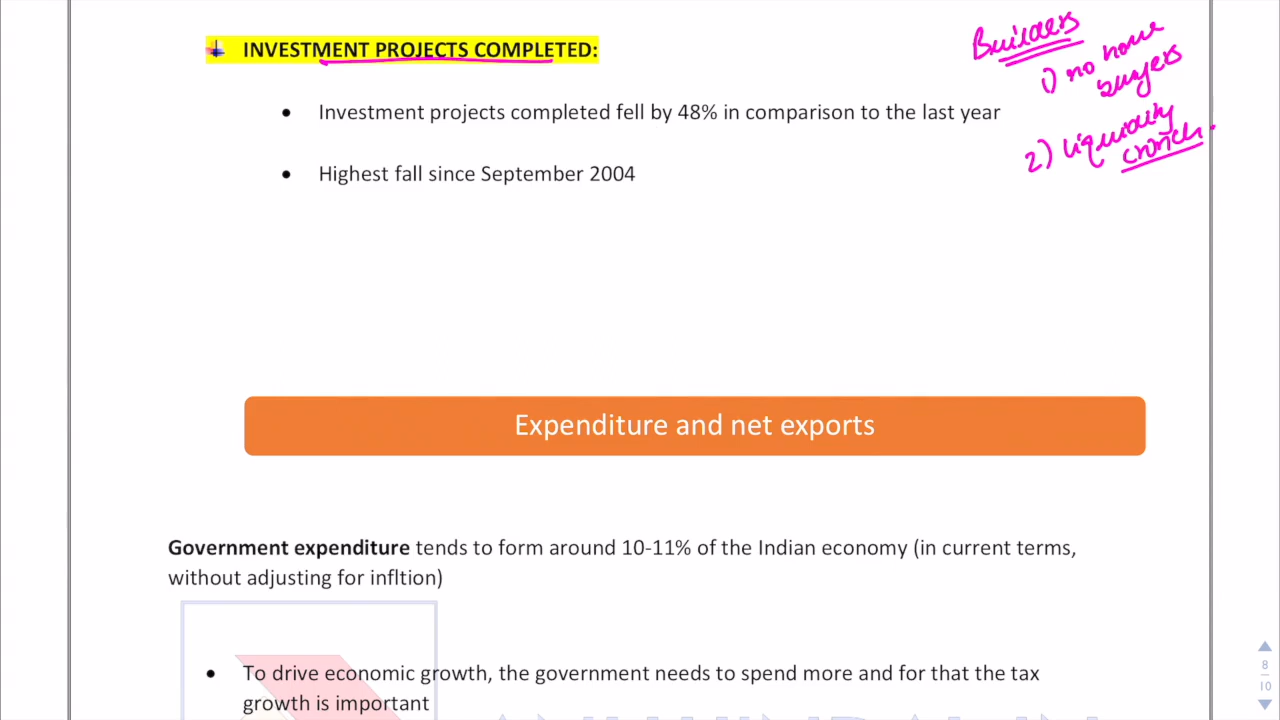 INVESTMENT PROJECTS COMPLETED:
Builders
1) no home
buyers
2) liquidity
crunch.
• Investment projects completed fell by 48% in comparison to the last year
• Highest fall since September 2004
Expenditure and net exports
Government expenditure tends to form around 10-11% of the Indian economy (in current terms,
without adjusting for infltion)
• To drive economic growth, the government needs to spend more and for that the tax
growth is important
8
10